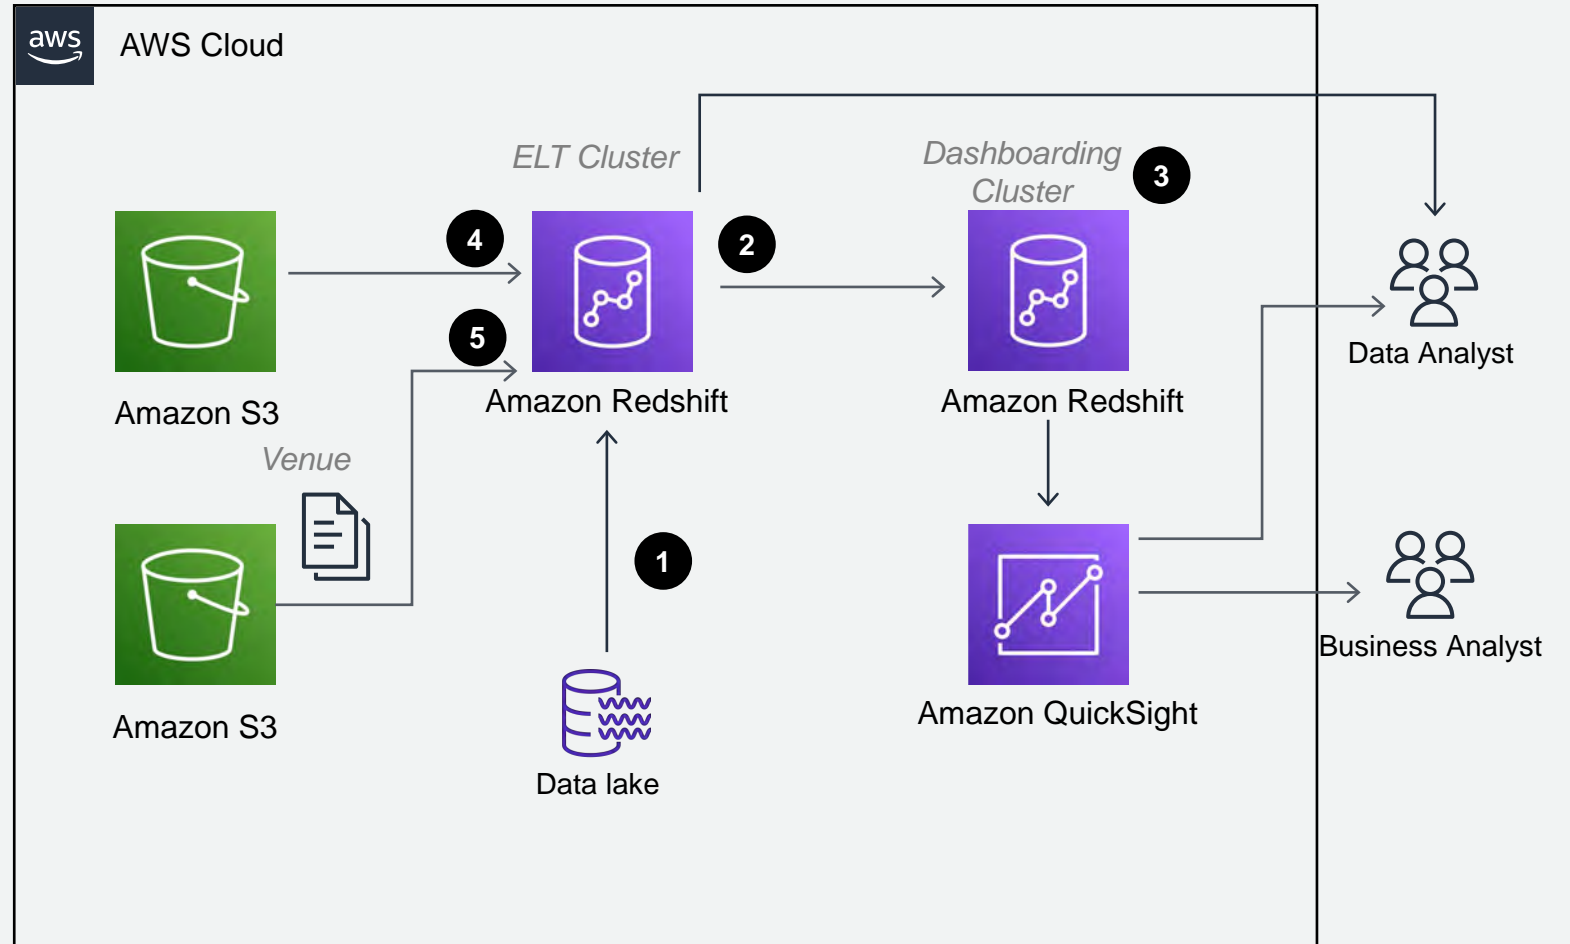 aws
AWS Cloud
ELT Cluster
Dashboarding
Cluster
3
4
2
5
Amazon S3
Amazon Redshift
Amazon Redshift
Data Analyst
Venue
1
Business Analyst
Amazon S3
Amazon QuickSight
Data lake